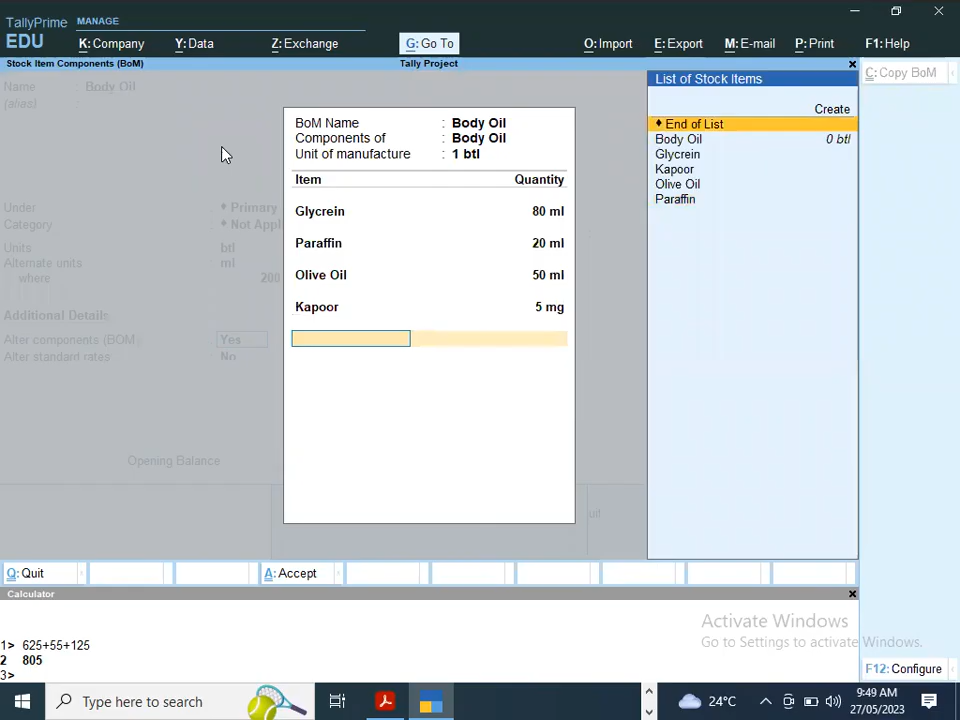 TallyPrime MANAGE
EDU K: Company Y: Data Z: Exchange G: Go To O: Import E: Export M: E-mail P: Print F1: Help
Stock Item Components (BoM) Tally Project
Name : Body Oil
(alias) :
Under : ♦ Primary
Category : ♦ Not Appl
Units btl
Alternate units ml
where 200
Additional Details
Alter components (BOM) Yes
Alter standard rates No
Opening Balance
BoM Name : Body Oil
Components of : Body Oil
Unit of manufacture : 1 btl
Item Quantity
Glycrein 80 ml
Paraffin 20 ml
Olive Oil 50 ml
Kapoor 5 mg
List of Stock Items
Create
♦ End of List
Body Oil 0 btl
Glycrein
Kapoor
Olive Oil
Paraffin
C: Copy BoM
Q: Quit A: Accept
F12: Configure
Calculator
1> 625+55+125
2 805
3>
Activate Windows
Go to Settings to activate Windows.
Type here to search
24°C
9:49 AM
27/05/2023